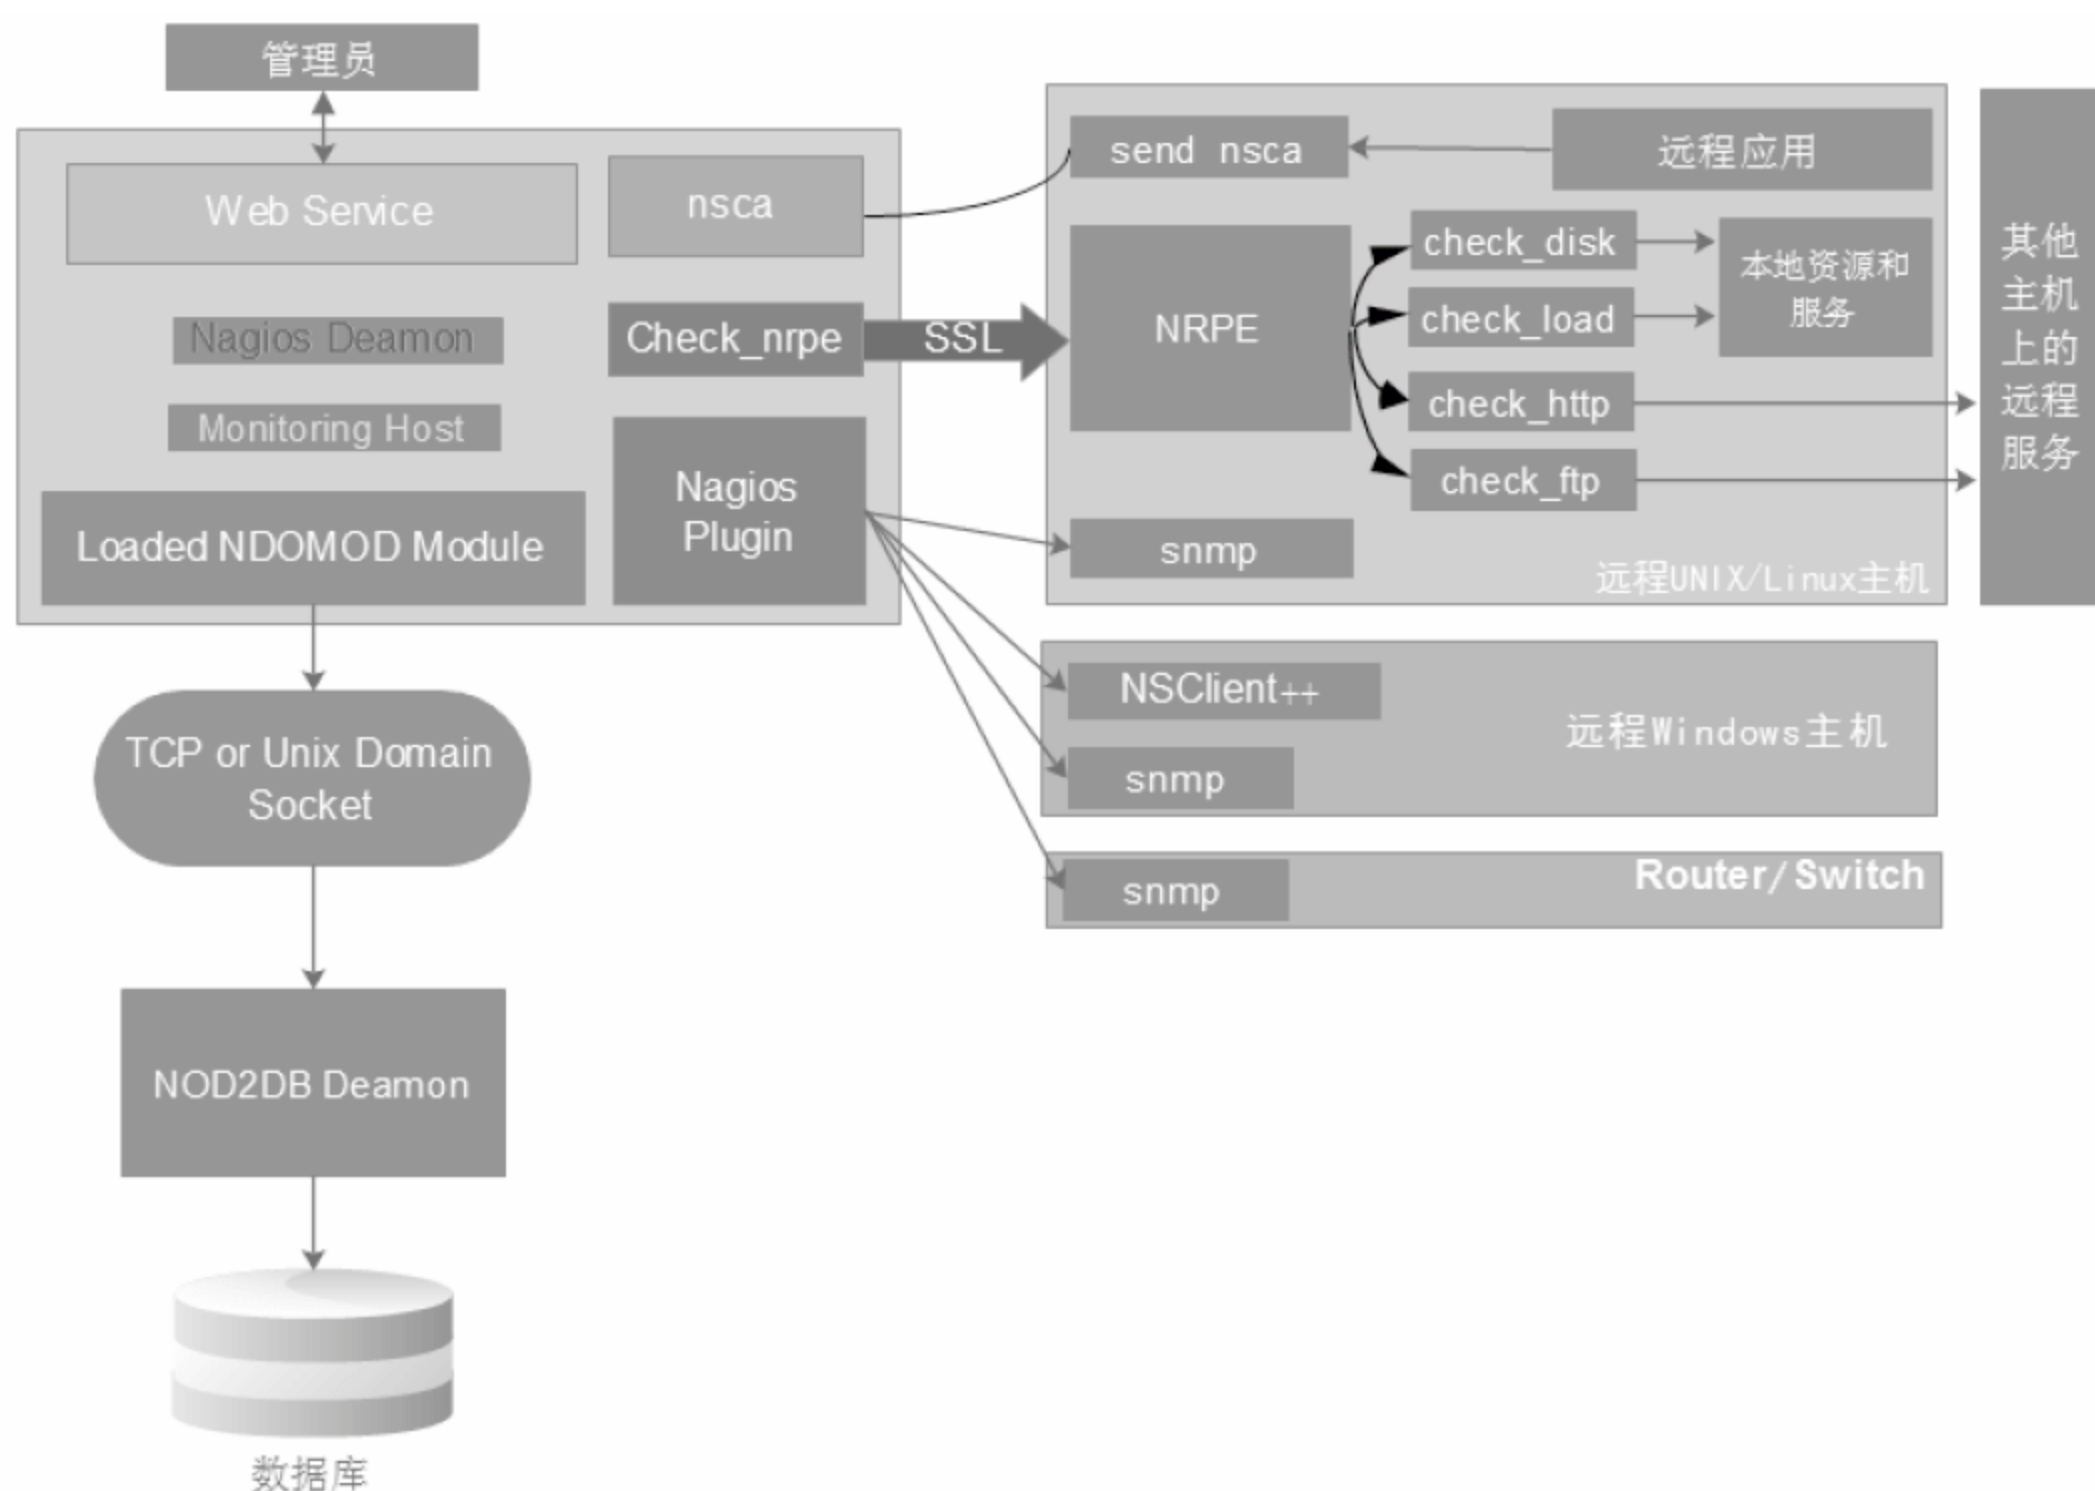 管理员
Web Service
nsca
Nagios Deamon
Check_nrpe
SSL
Monitoring Host
Nagios
Plugin
Loaded NDOMOD Module
send nsca
远程应用
NRPE
check_disk
check_load
check_http
check_ftp
本地资源和
服务
snmp
远程UNIX/Linux主机
其他
主机
上的
远程
服务
NSClient++
snmp
远程Windows主机
snmp
Router/Switch
TCP or Unix Domain
Socket
NOD2DB Deamon
数据库